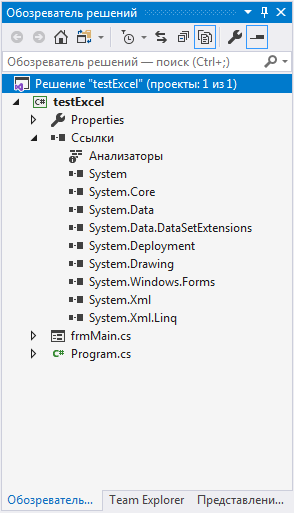 Обозреватель решений
Обозреватель решений — поиск (Ctrl+;)
Решение "testExcel" (проекты: 1 из 1)
C# testExcel
Properties
Ссылки
Анализаторы
System
System.Core
System.Data
System.Data.DataSetExtensions
System.Deployment
System.Drawing
System.Windows.Forms
System.Xml
System.Xml.Linq
frmMain.cs
C# Program.cs
Обозреватель... Team Explorer Представлени...